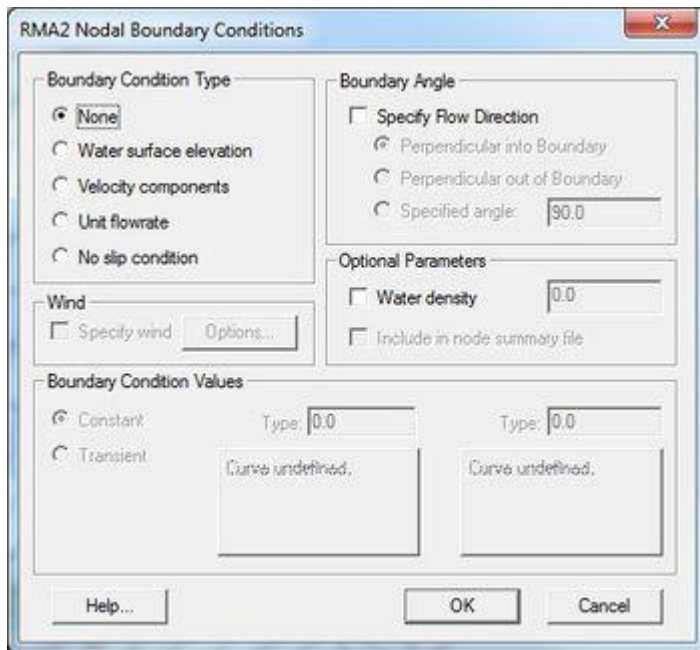 RMA2 Nodal Boundary Conditions
Boundary Condition Type
None
Water surface elevation
Velocity components
Unit flowrate
No slip condition
Boundary Angle
Specify Flow Direction
Perpendicular into Boundary
Perpendicular out of Boundary
Specified angle: 90.0
Optional Parameters
Water density 0.0
Include in node summary file
Wind
Specify wind Options...
Boundary Condition Values
Constant Type: 0.0 Type: 0.0
Transient
Curve undefined. Curve undefined.
Help... OK Cancel